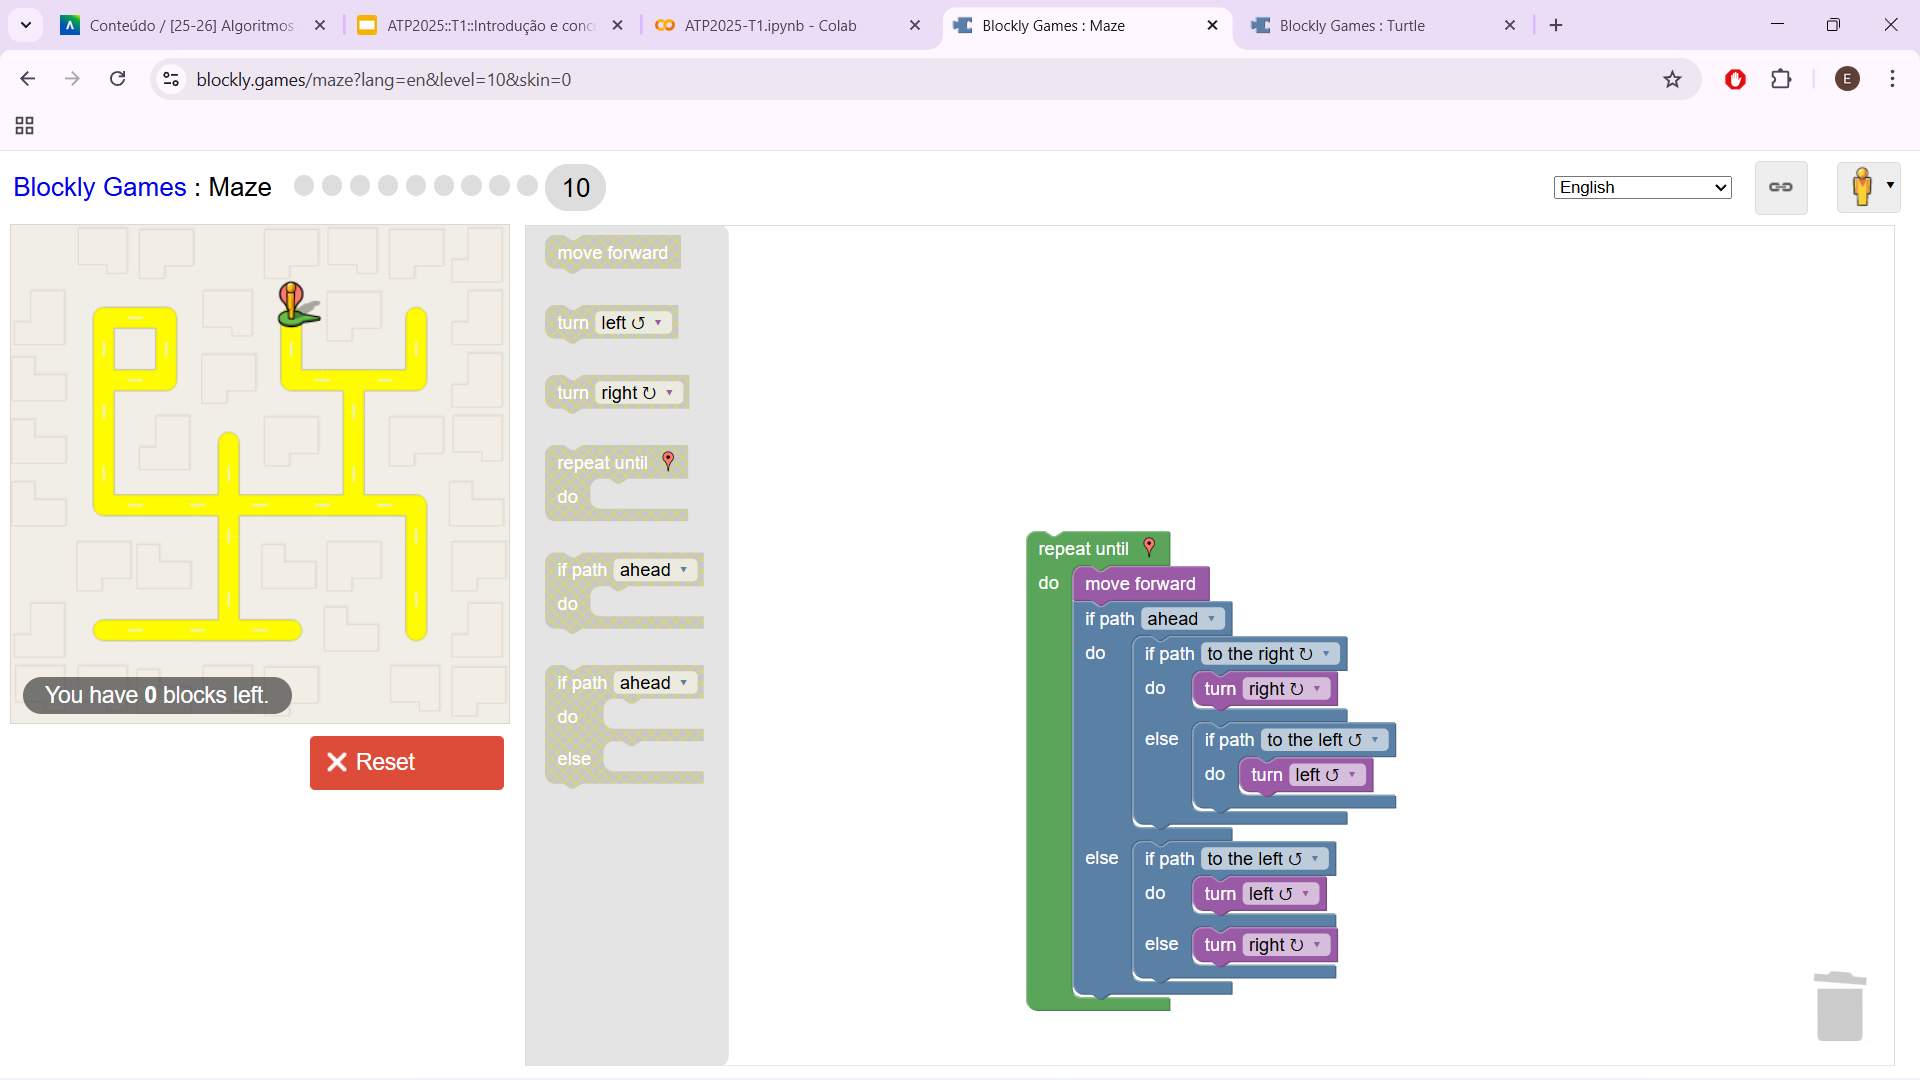 Conteúdo / [25-26] Algoritmos
ATP2025::T1::Introdução e conc
ATP2025-T1.ipynb - Colab
Blockly Games : Maze
Blockly Games : Turtle
blockly.games/maze?lang=en&level=10&skin=0
E
Blockly Games : Maze
10
English
You have 0 blocks left.
Reset
move forward
turn left ↺
turn right ↻
repeat until
do
if path ahead
do
if path ahead
do
else
repeat until
do move forward
if path ahead
do if path to the right ↻
do turn right ↻
else if path to the left ↺
do turn left ↺
else if path to the left ↺
do turn left ↺
else turn right ↻